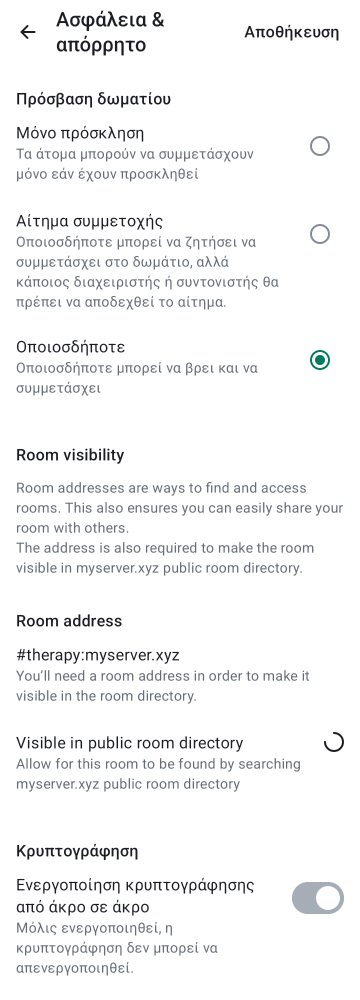 Ασφάλεια &
απόρρητο
Αποθήκευση
Πρόσβαση δωματίου
Μόνο πρόσκληση
Τα άτομα μπορούν να συμμετάσχουν
μόνο εάν έχουν προσκληθεί
Αίτημα συμμετοχής
Οποιοσδήποτε μπορεί να ζητήσει να
συμμετάσχει στο δωμάτιο, αλλά
κάποιος διαχειριστής ή συντονιστής θα
πρέπει να αποδεχθεί το αίτημα.
Οποιοσδήποτε
Οποιοσδήποτε μπορεί να βρει και να
συμμετάσχει
Room visibility
Room addresses are ways to find and access
rooms. This also ensures you can easily share your
room with others.
The address is also required to make the room
visible in myserver.xyz public room directory.
Room address
#therapy:myserver.xyz
You’ll need a room address in order to make it
visible in the room directory.
Visible in public room directory
Allow for this room to be found by searching
myserver.xyz public room directory
Κρυπτογράφηση
Ενεργοποίηση κρυπτογράφησης
από άκρο σε άκρο
Μόλις ενεργοποιηθεί, η
κρυπτογράφηση δεν μπορεί να
απενεργοποιηθεί.